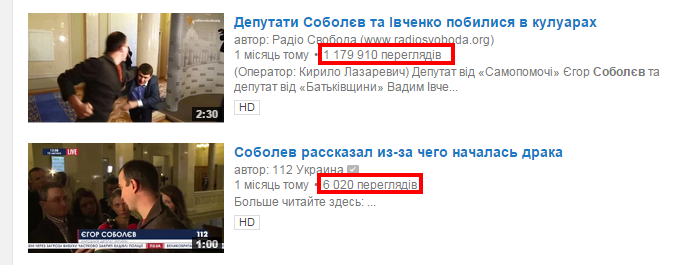 радіосвобода
Депутати Соболєв та Івченко побилися в кулуарах
автор: Радіо Свобода (www.radiosvoboda.org)
1 місяць тому • 1 179 910 переглядів
(Оператор: Кирило Лазаревич) Депутат від «Самопомочі» Єгор Соболєв та
депутат від «Батьківщини» Вадим Івче...
2:30
HD
LIVE
Соболев рассказал из-за чего началась драка
автор: 112 Украина
1 місяць тому • 6 020 переглядів
Больше читайте здесь: ...
ЄГОР СОБОЛЄВ 112
1:00
HD